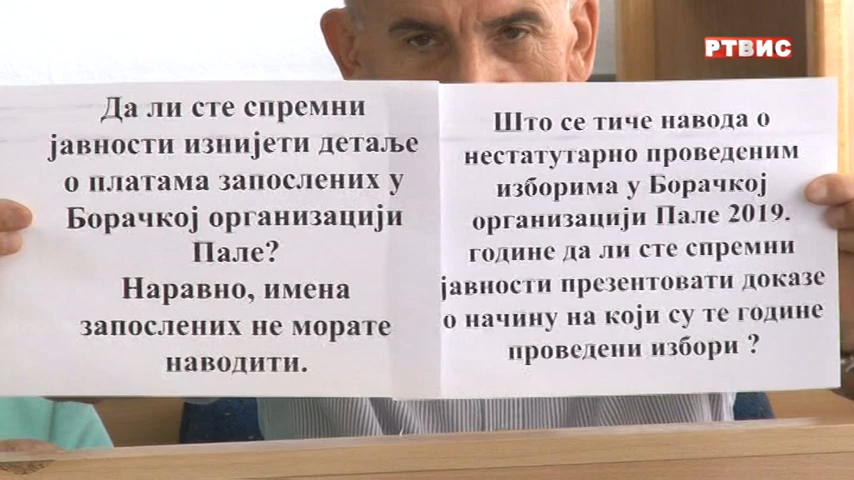 РТВИС
Да ли сте спремни
јавности изнијети детаље
о платама запослених у
Борачкој организацији
Пале?
Наравно, имена
запослених не морате
наводити.
Што се тиче навода о
нестатутарно проведеним
изборима у Борачкој
организацији Пале 2019.
године да ли сте спремни
јавности презентовати доказе
о начину на који су те године
проведени избори ?